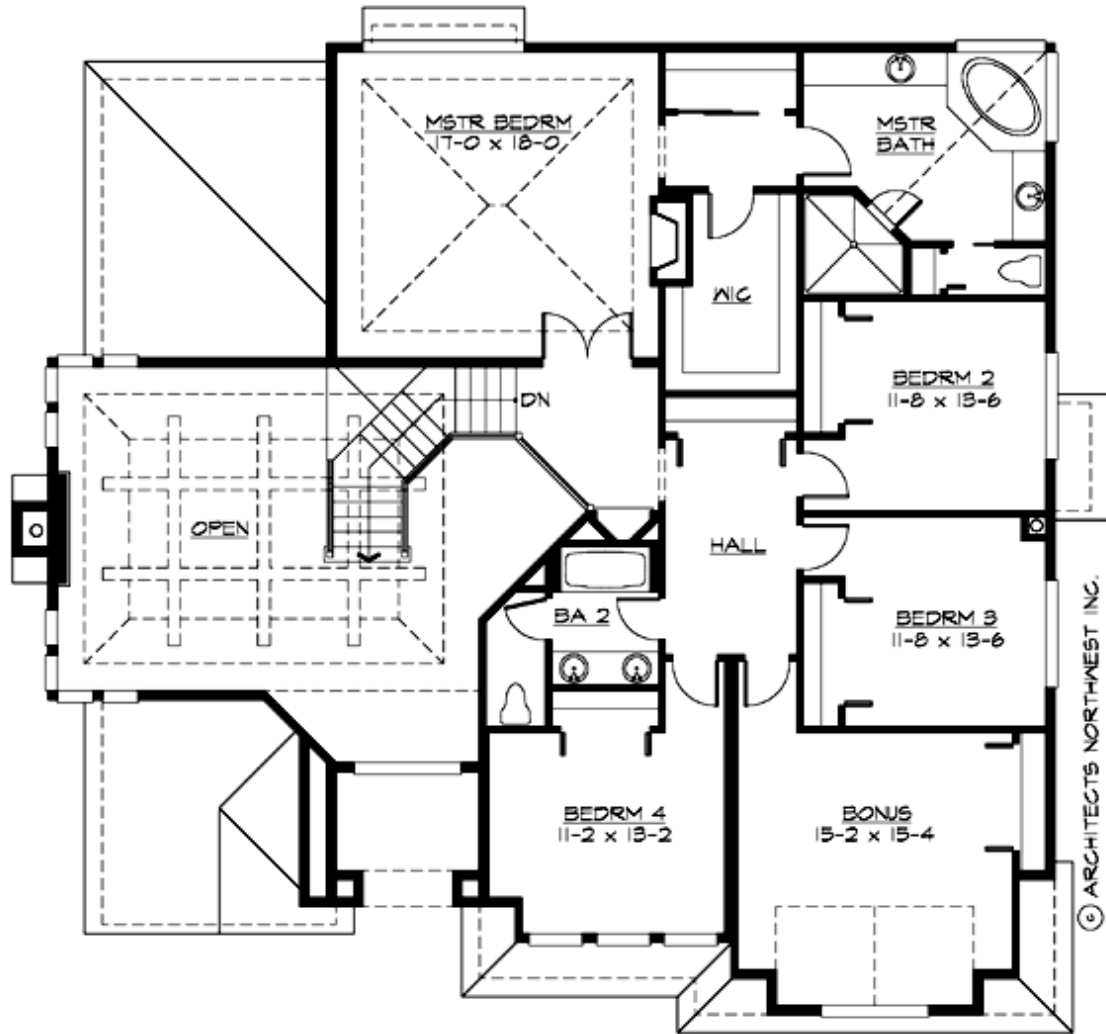 MSTR BEDRM
17-0 x 18-0
MSTR
BATH
WIC
BEDRM 2
11-8 x 13-6
DN
OPEN
HALL
BA 2
BEDRM 3
11-8 x 13-6
BEDRM 4
11-2 x 13-2
BONUS
15-2 x 15-4
© ARCHITECTS NORTHWEST INC.